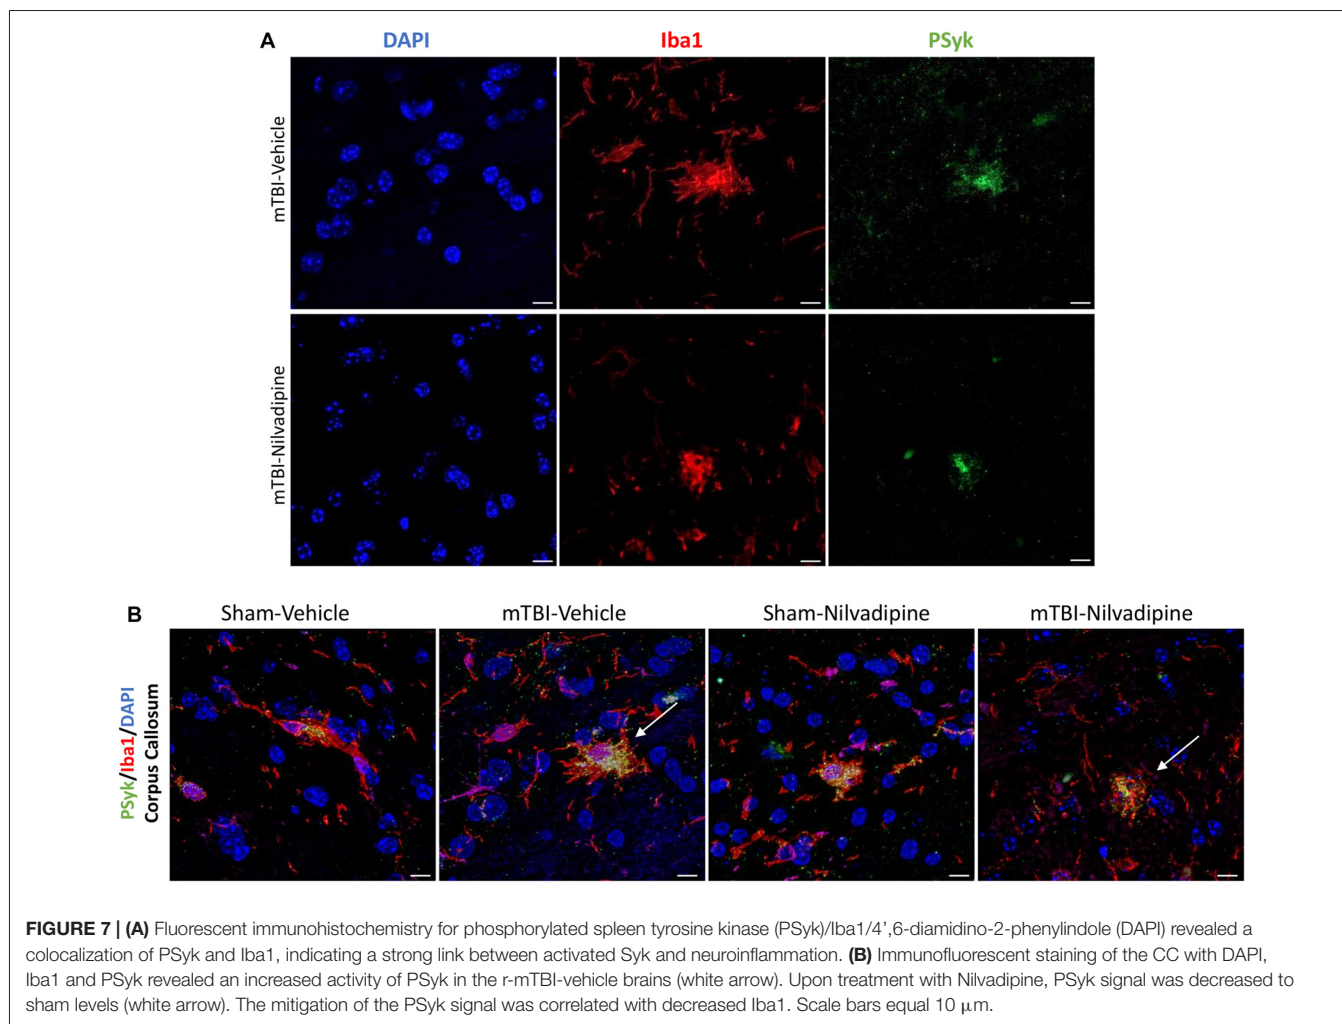 A
DAPI
Iba1
PSyk
mTBI-Vehicle
mTBI-Nilvadipine
B
Sham-Vehicle
mTBI-Vehicle
Sham-Nilvadipine
mTBI-Nilvadipine
PSyk/Iba1/DAPI
Corpus Callosum
FIGURE 7 | (A) Fluorescent immunohistochemistry for phosphorylated spleen tyrosine kinase (PSyk)/Iba1/4',6-diamidino-2-phenylindole (DAPI) revealed a
colocalization of PSyk and Iba1, indicating a strong link between activated Syk and neuroinflammation. (B) Immunofluorescent staining of the CC with DAPI,
Iba1 and PSyk revealed an increased activity of PSyk in the r-mTBI-vehicle brains (white arrow). Upon treatment with Nilvadipine, PSyk signal was decreased to
sham levels (white arrow). The mitigation of the PSyk signal was correlated with decreased Iba1. Scale bars equal 10 μm.